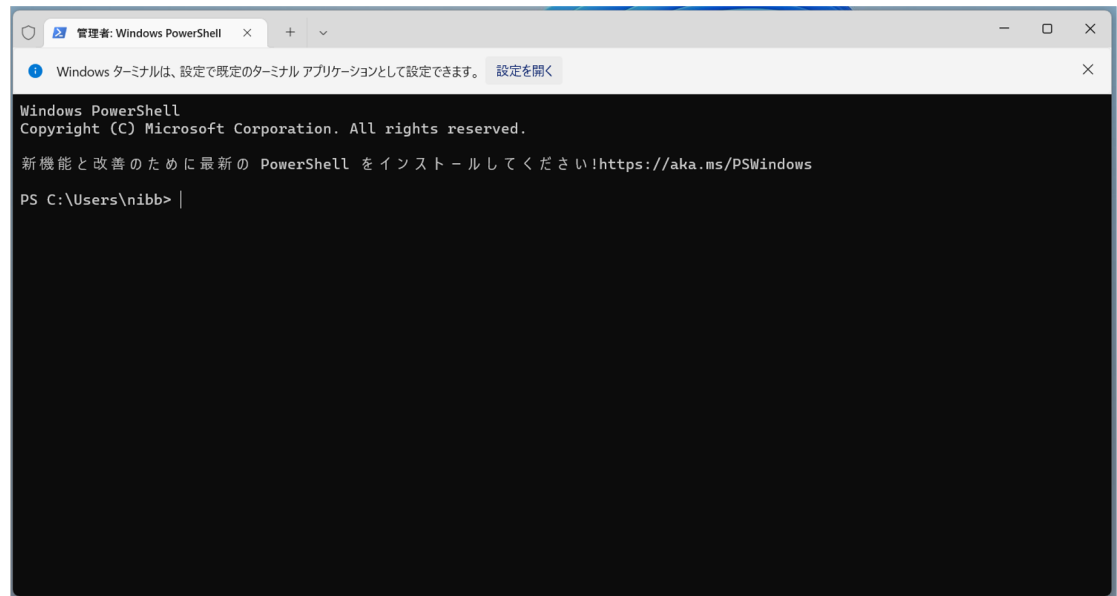 管理者: Windows PowerShell
Windows ターミナルは、設定で既定のターミナル アプリケーションとして設定できます。 設定を開く
Windows PowerShell
Copyright (C) Microsoft Corporation. All rights reserved.
新機能と改善のために最新の PowerShell をインストールしてください!https://aka.ms/PSWindows
PS C:\Users\nibb>